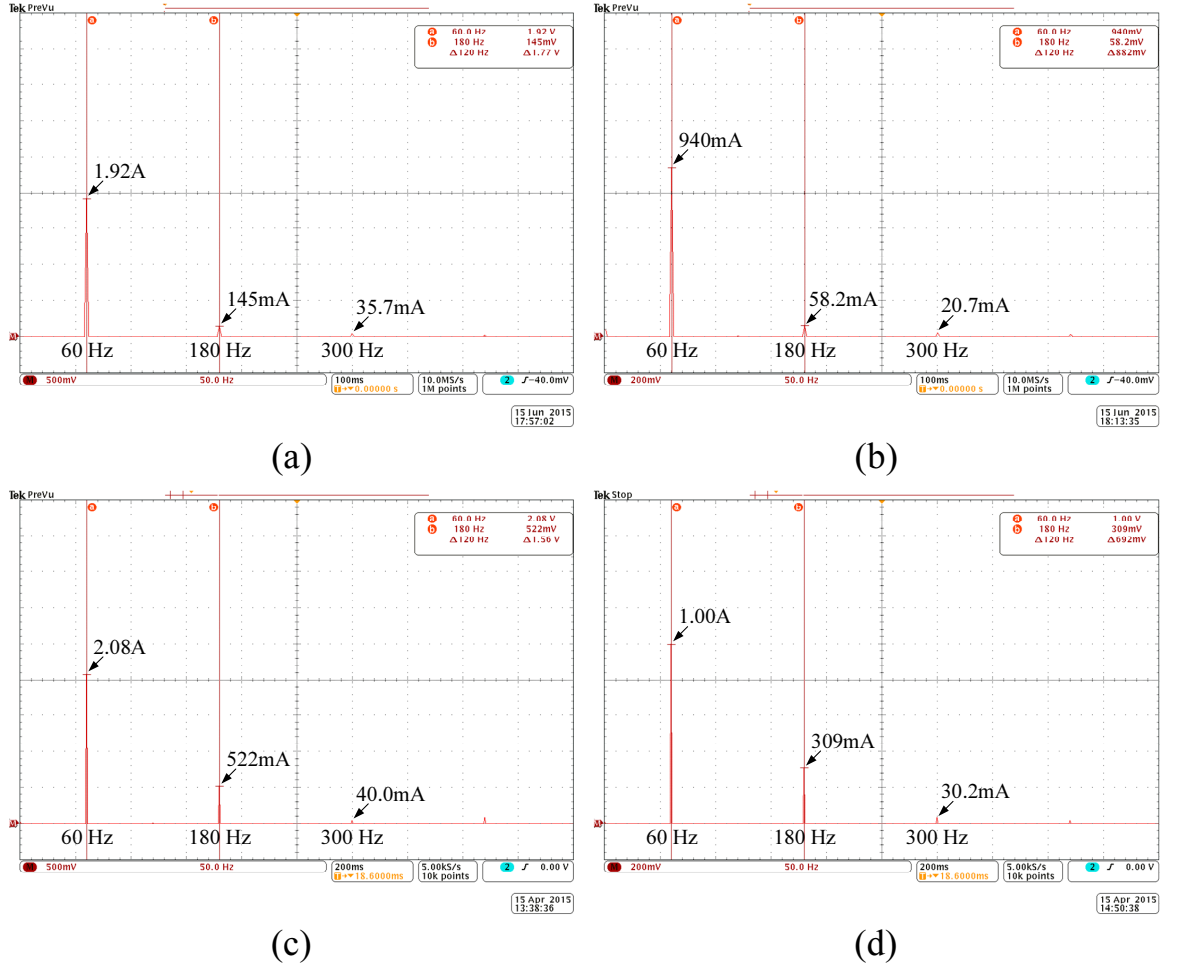 Tek PreVu
a b
a 60.0 Hz 1.92 V
b 180 Hz 145mV
Δ120 Hz Δ1.77 V
1.92A
145mA
35.7mA
M
60 Hz 180 Hz 300 Hz
M 500mV 50.0 Hz
100ms
T→▼0.00000 s
10.0MS/s
1M points
2 ∫ −40.0mV
15 Jun 2015
17:57:02
(a)
Tek PreVu
a b
a 60.0 Hz 940mV
b 180 Hz 58.2mV
Δ120 Hz Δ882mV
940mA
58.2mA
20.7mA
M
60 Hz 180 Hz 300 Hz
M 200mV 50.0 Hz
100ms
T→▼0.00000 s
10.0MS/s
1M points
2 ∫ −40.0mV
15 Jun 2015
18:13:35
(b)
Tek PreVu
a b
a 60.0 Hz 2.08 V
b 180 Hz 522mV
Δ120 Hz Δ1.56 V
2.08A
522mA
40.0mA
M
60 Hz 180 Hz 300 Hz
M 500mV 50.0 Hz
200ms
T→▼18.6000ms
5.00kS/s
10k points
2 ∫ 0.00 V
15 Apr 2015
13:38:36
(c)
Tek Stop
a b
a 60.0 Hz 1.00 V
b 180 Hz 309mV
Δ120 Hz Δ692mV
1.00A
309mA
30.2mA
M
60 Hz 180 Hz 300 Hz
M 200mV 50.0 Hz
200ms
T→▼18.6000ms
5.00kS/s
10k points
2 ∫ 0.00 V
15 Apr 2015
14:50:38
(d)